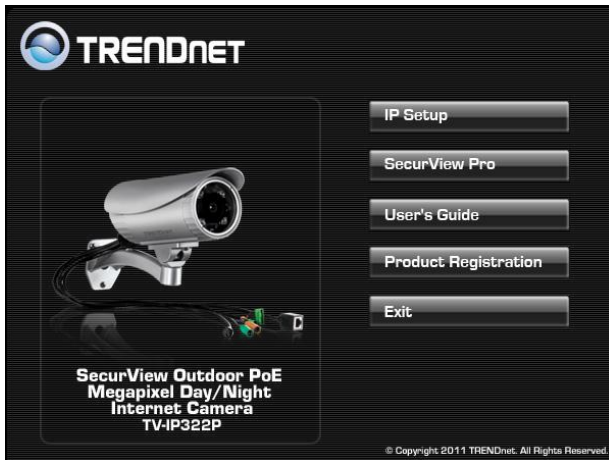 TRENDNET
IP Setup
SecurView Pro
User's Guide
Product Registration
Exit
SecurView Outdoor PoE
Megapixel Day/Night
Internet Camera
TV-IP322P
© Copyright 2011 TRENDnet. All Rights Reserved.